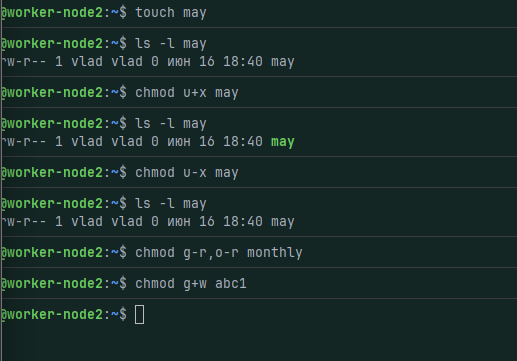 @worker-node2:~$ touch may
@worker-node2:~$ ls -l may
rw-r-- 1 vlad vlad 0 июн 16 18:40 may
@worker-node2:~$ chmod u+x may
@worker-node2:~$ ls -l may
rw-r-- 1 vlad vlad 0 июн 16 18:40 may
@worker-node2:~$ chmod u-x may
@worker-node2:~$ ls -l may
rw-r-- 1 vlad vlad 0 июн 16 18:40 may
@worker-node2:~$ chmod g-r,o-r monthly
@worker-node2:~$ chmod g+w abc1
@worker-node2:~$